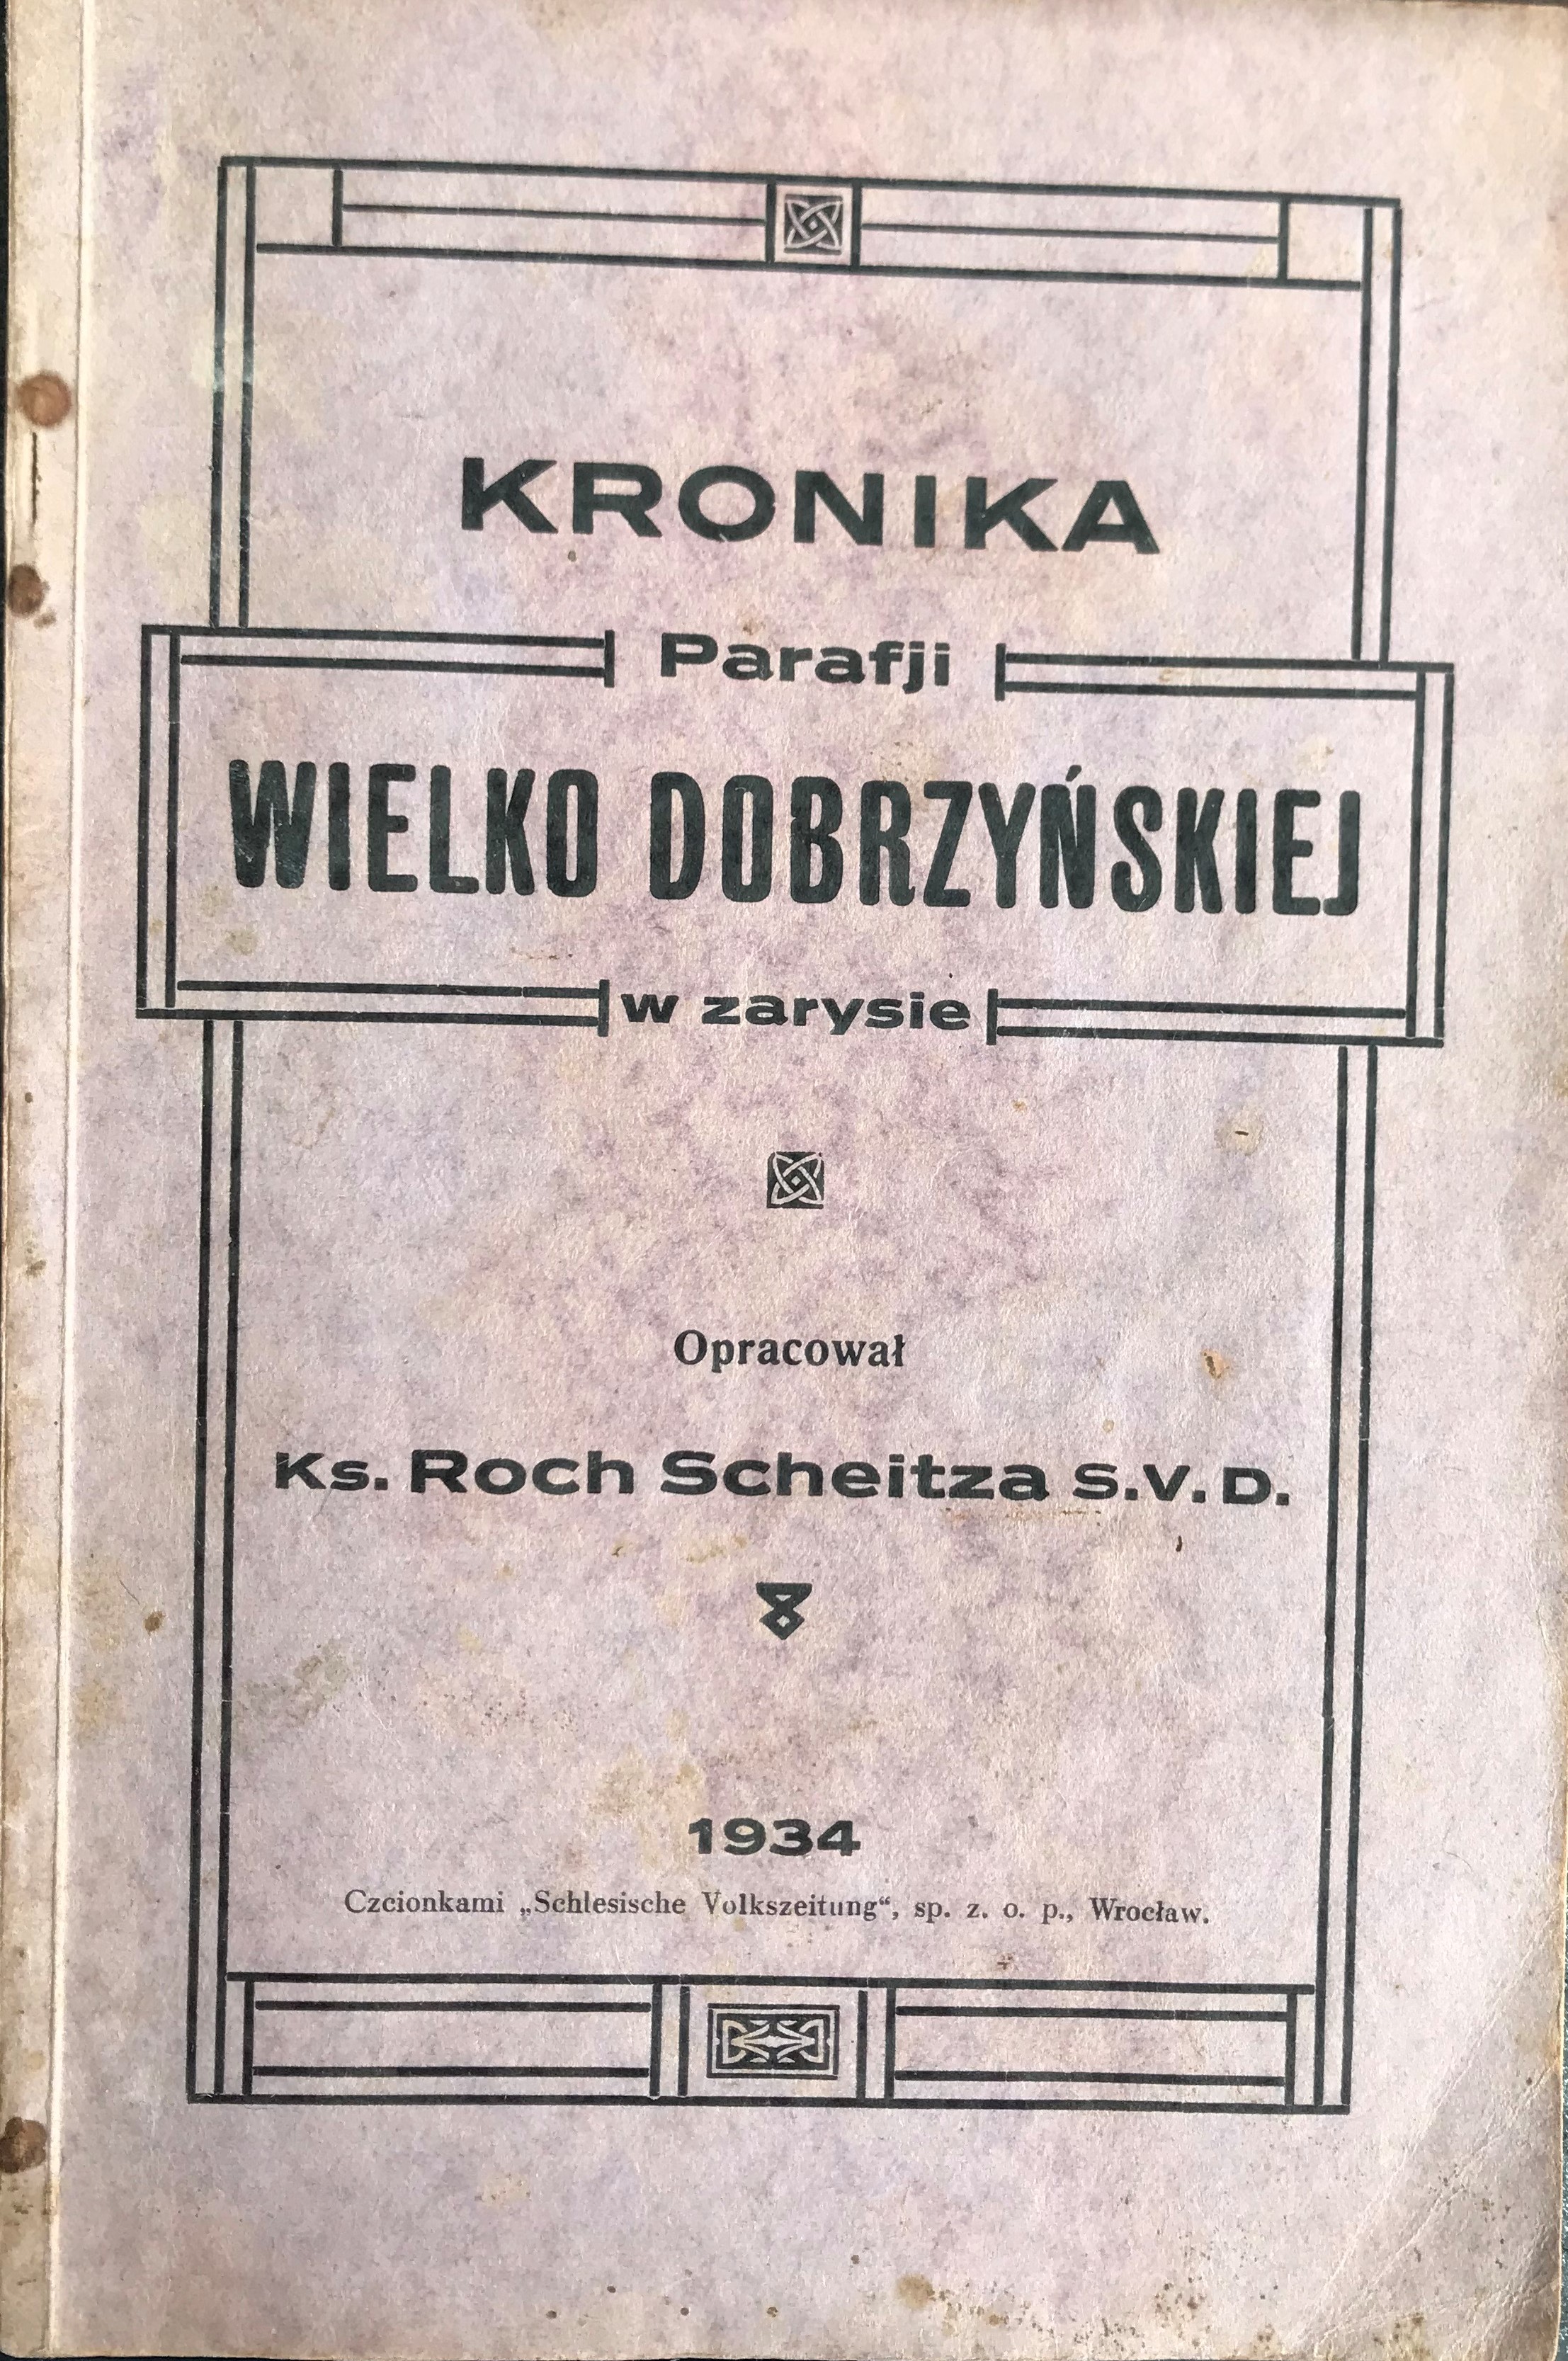 KRONIKA
Parafji
WIELKO DOBRZYŃSKIEJ
w zarysie
Opracował
Ks. Roch Scheitza S.V.D.
1934
Czcionkami „Schlesische Volkszeitung“, sp. z. o. p., Wrocław.